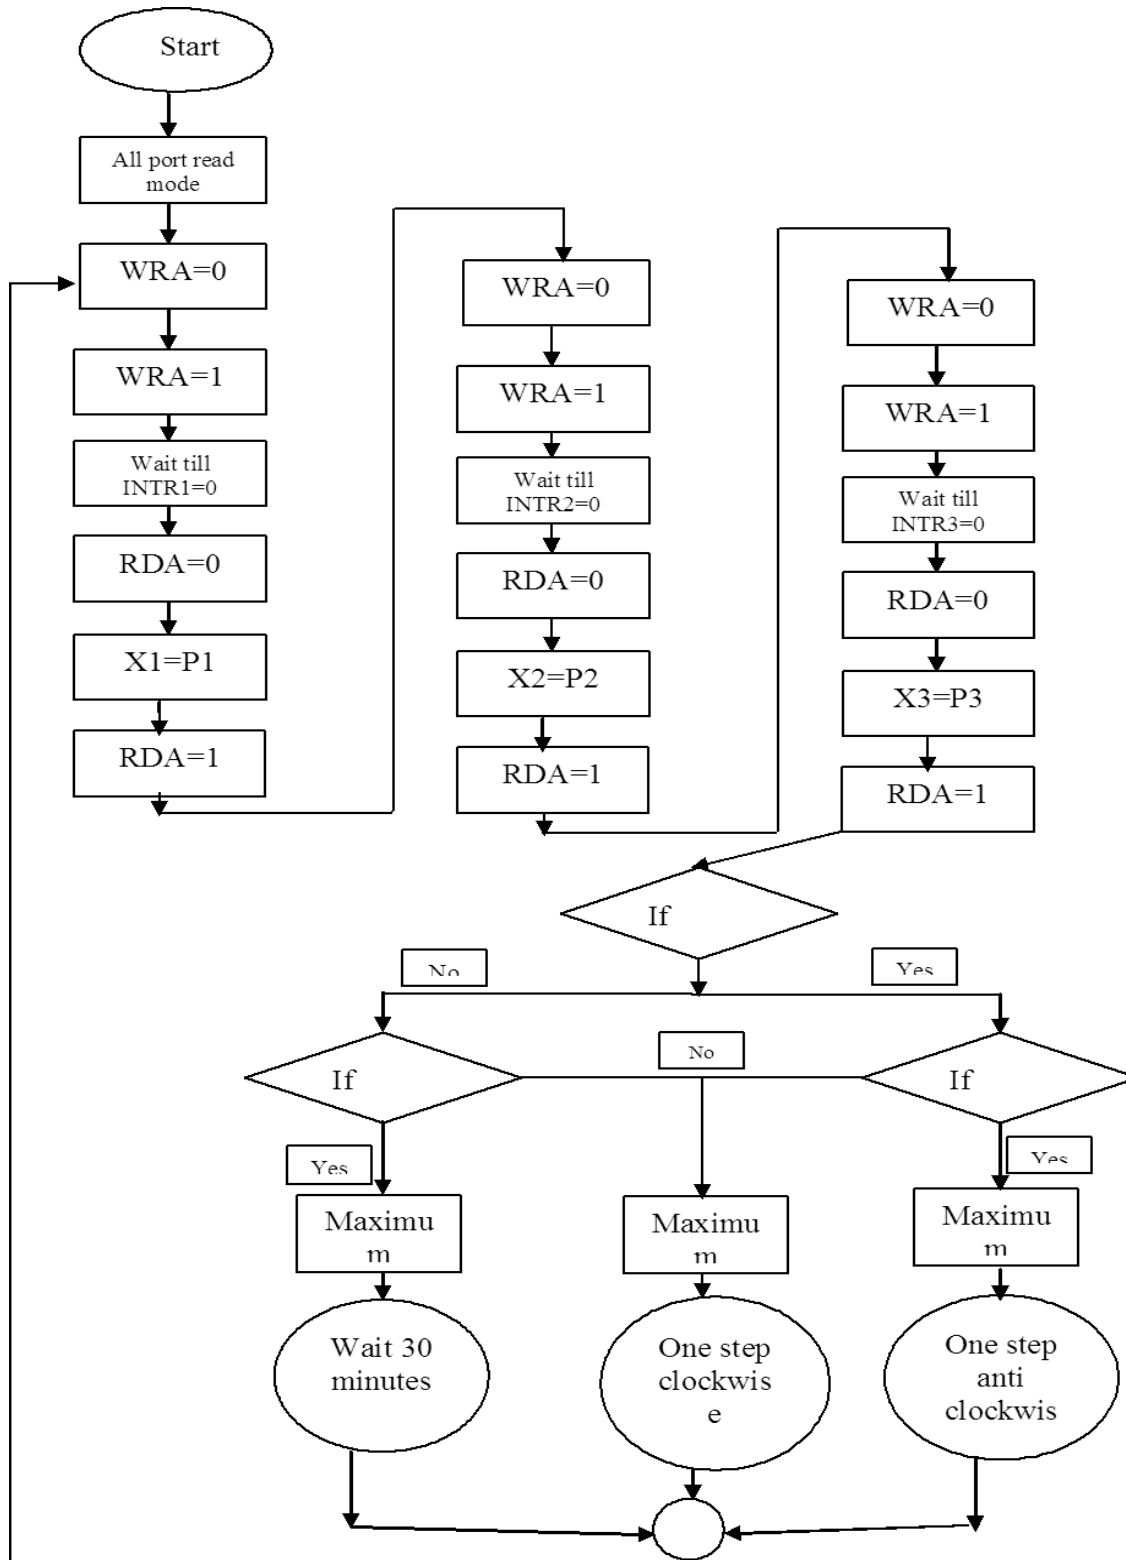 Start
All port read
mode
WRA=0
WRA=1
Wait till
INTR1=0
RDA=0
X1=P1
RDA=1
WRA=0
WRA=1
Wait till
INTR2=0
RDA=0
X2=P2
RDA=1
WRA=0
WRA=1
Wait till
INTR3=0
RDA=0
X3=P3
RDA=1
If
No
Yes
If
No
If
Yes
Yes
Maximu
m
Maximu
m
Maximu
m
Wait 30
minutes
One step
clockwis
e
One step
anti
clockwis